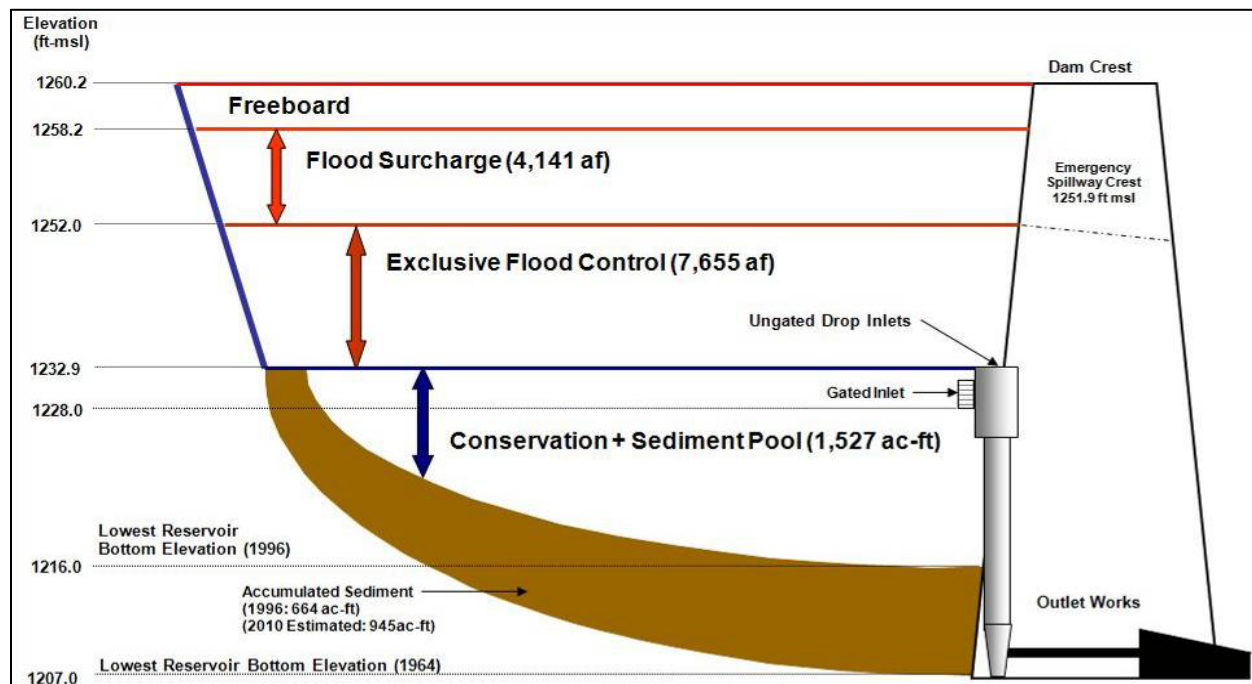 Elevation
(ft-msl)
1260.2
Dam Crest
Freeboard
1258.2
Flood Surcharge (4,141 af)
Emergency
Spillway Crest
1251.9 ft msl
1252.0
Exclusive Flood Control (7,655 af)
Ungated Drop Inlets
1232.9
Gated Inlet
1228.0
Conservation + Sediment Pool (1,527 ac-ft)
Lowest Reservoir
Bottom Elevation (1996)
1216.0
Accumulated Sediment
(1996: 664 ac-ft)
(2010 Estimated: 945ac-ft)
Outlet Works
Lowest Reservoir Bottom Elevation (1964)
1207.0